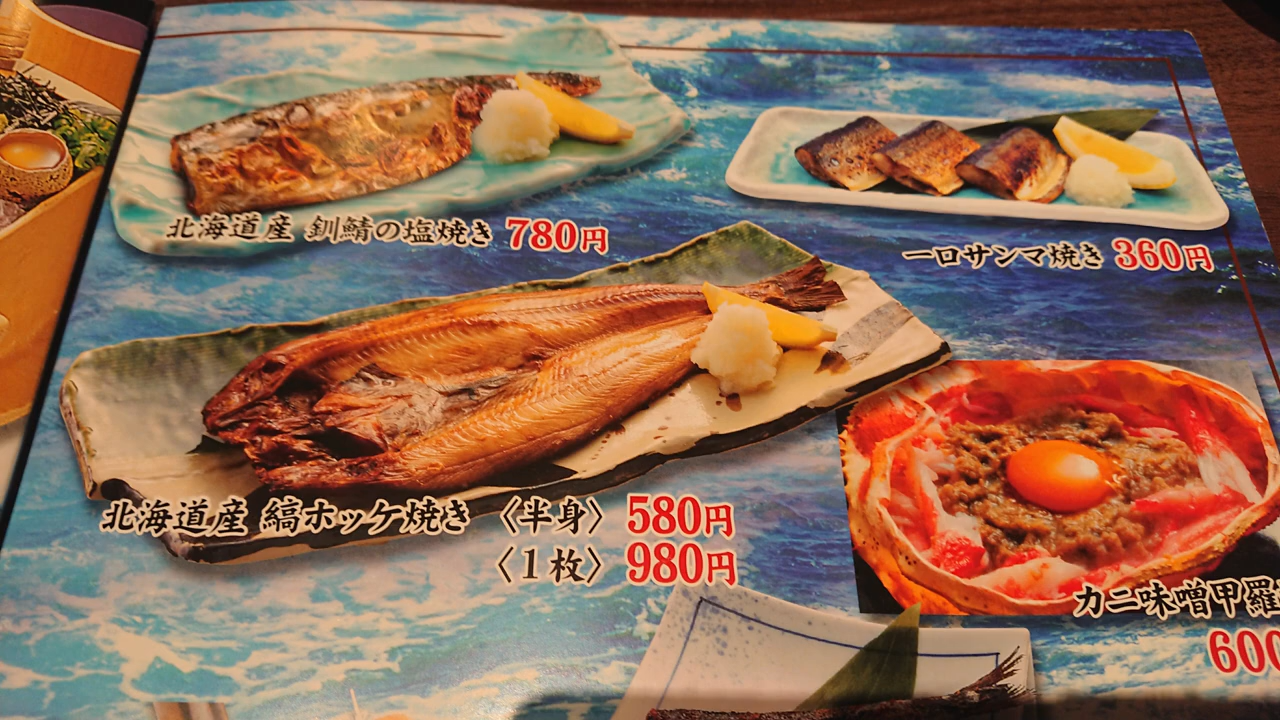 北海道産 釧鯖の塩焼き 780円
一口サンマ焼き 360円
北海道産 縞ホッケ焼き 〈半身〉 580円
〈1枚〉 980円
カニ味噌甲羅
600